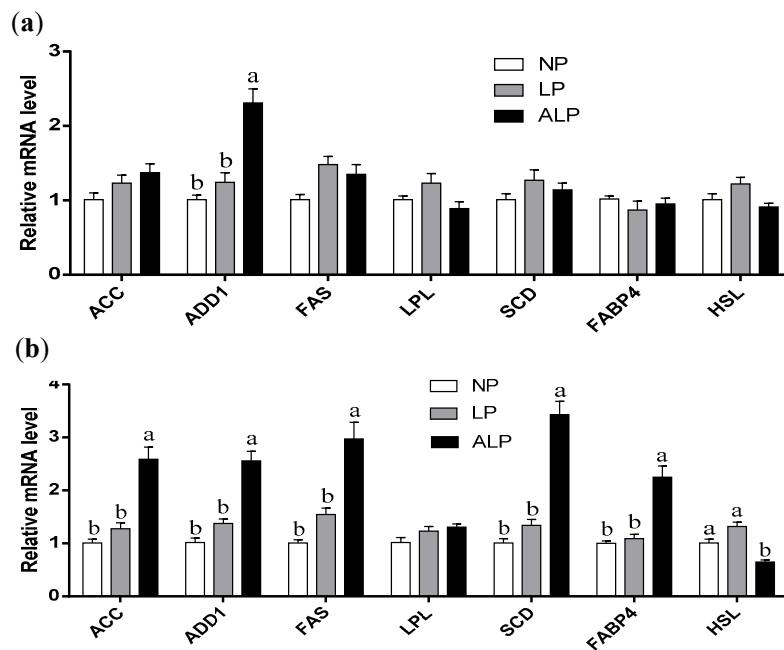 (a)
Relative mRNA level
3
2
1
0
NP
LP
ALP
b b a
ACC ADD1 FAS LPL SCD FABP4 HSL
(b)
Relative mRNA level
4
3
2
1
0
NP
LP
ALP
b b a b b a b b a b b a b b a a a b
ACC ADD1 FAS LPL SCD FABP4 HSL